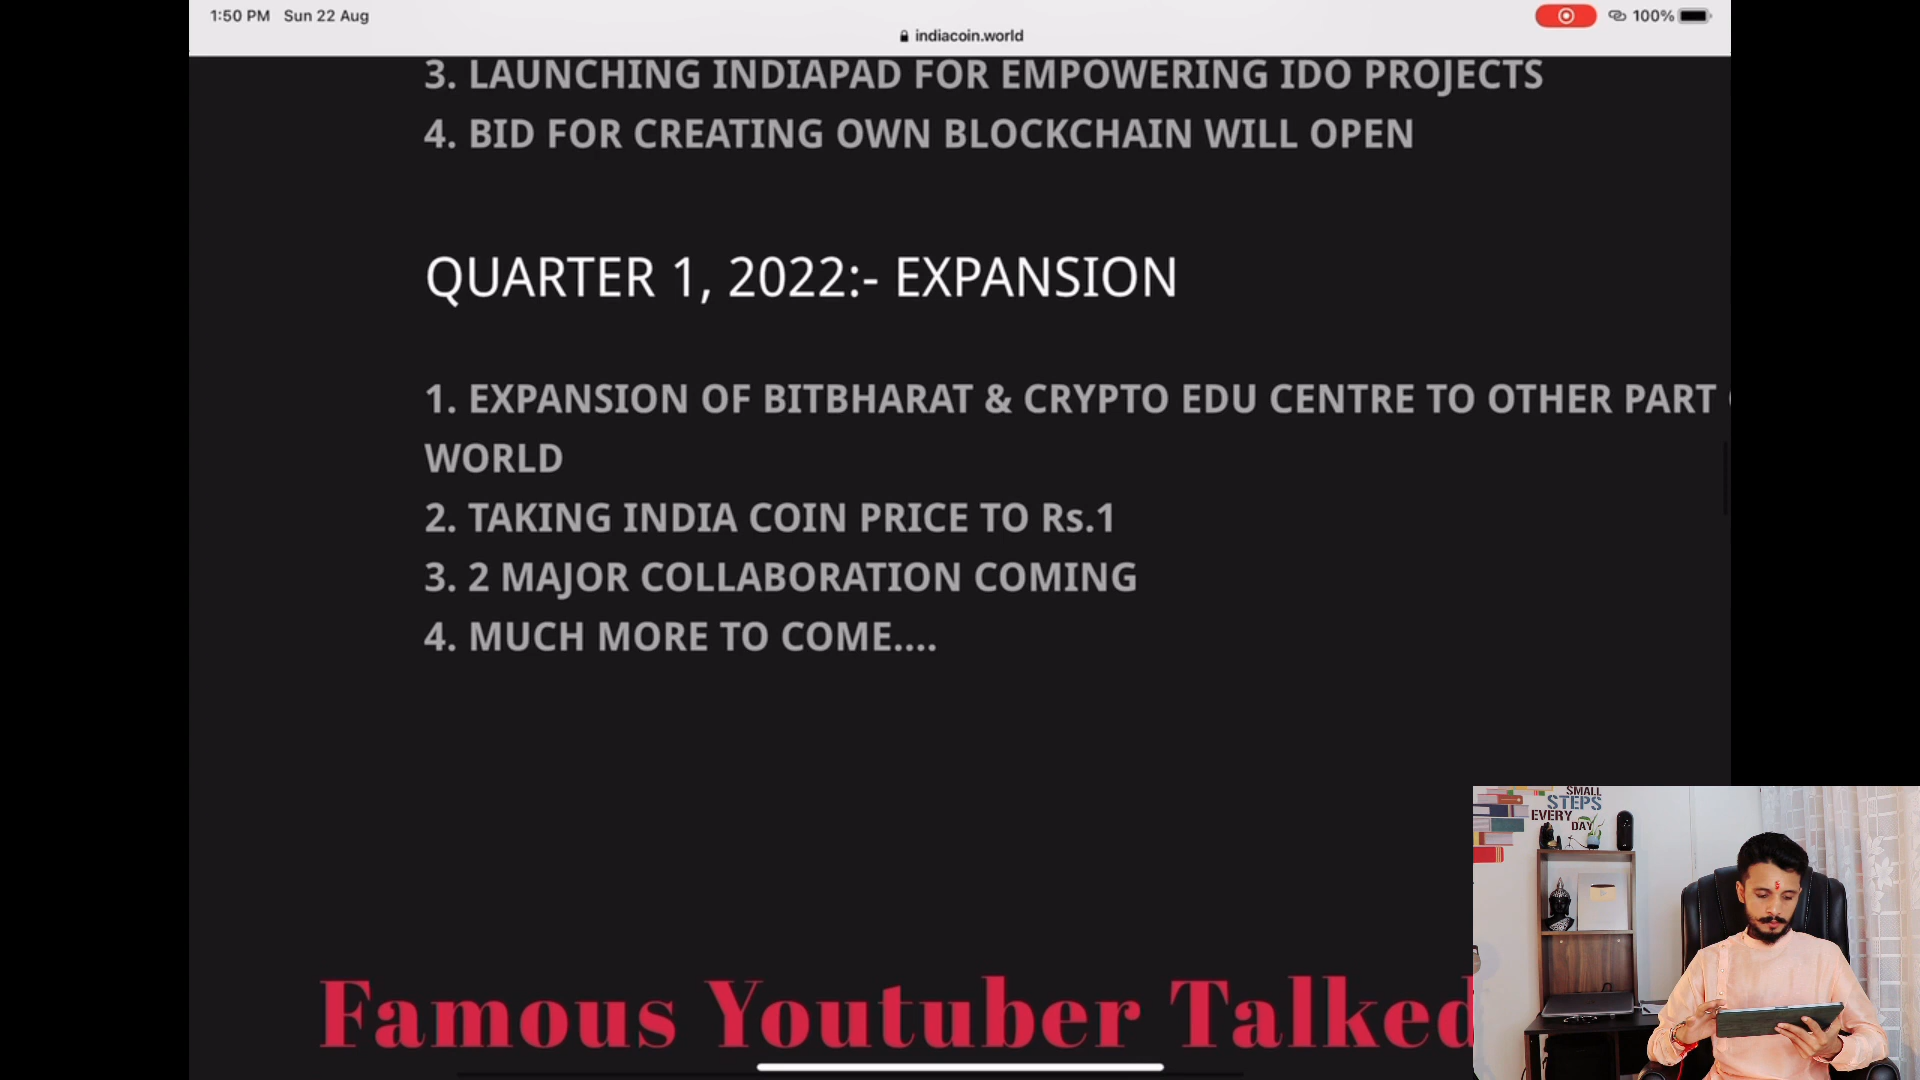 1:50 PM Sun 22 Aug
100%
indiacoin.world
3. LAUNCHING INDIAPAD FOR EMPOWERING IDO PROJECTS
4. BID FOR CREATING OWN BLOCKCHAIN WILL OPEN
QUARTER 1, 2022:- EXPANSION
1. EXPANSION OF BITBHARAT & CRYPTO EDU CENTRE TO OTHER PART
WORLD
2. TAKING INDIA COIN PRICE TO Rs.1
3. 2 MAJOR COLLABORATION COMING
4. MUCH MORE TO COME....
SMALL
STEPS
EVERY
DAY
Famous Youtuber Talked